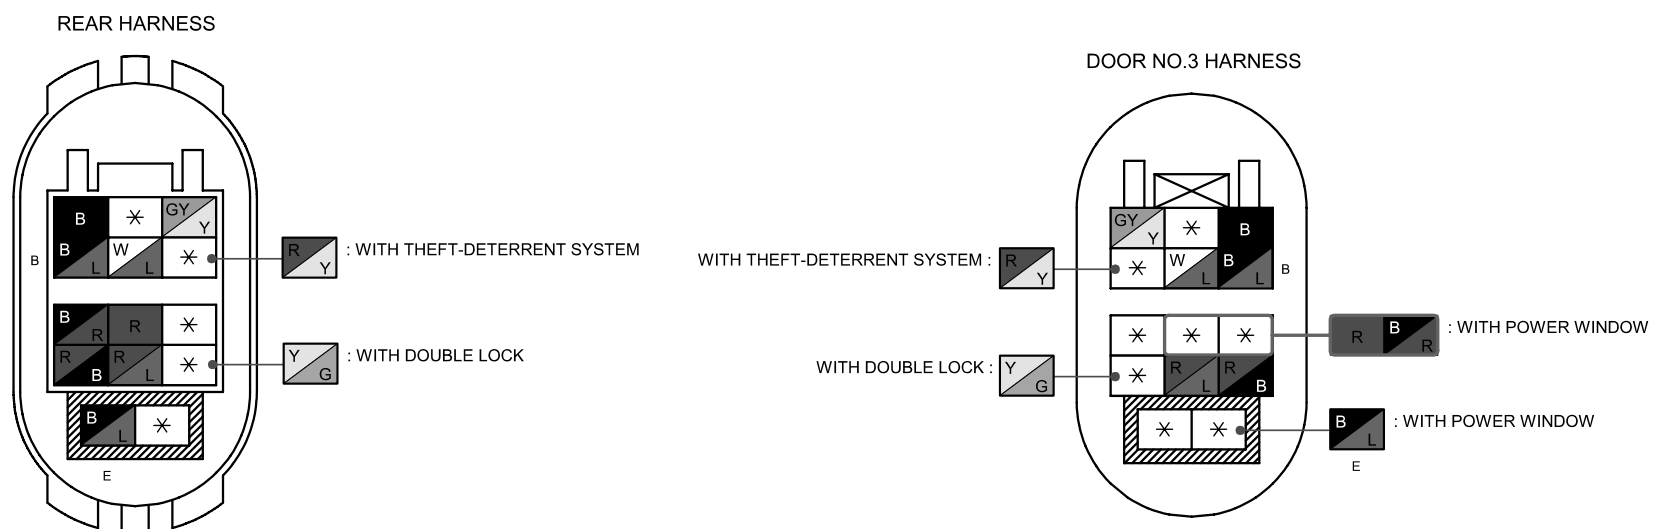 REAR HARNESS
DOOR NO.3 HARNESS
B * GY Y
B L W L *
B
R Y : WITH THEFT-DETERRENT SYSTEM
B R R *
R B R L *
Y G : WITH DOUBLE LOCK
B L *
E
GY Y * B
* W L B L
B
WITH THEFT-DETERRENT SYSTEM : R Y
* * *
R B R : WITH POWER WINDOW
* R L R B
WITH DOUBLE LOCK : Y G
* *
B L : WITH POWER WINDOW
E